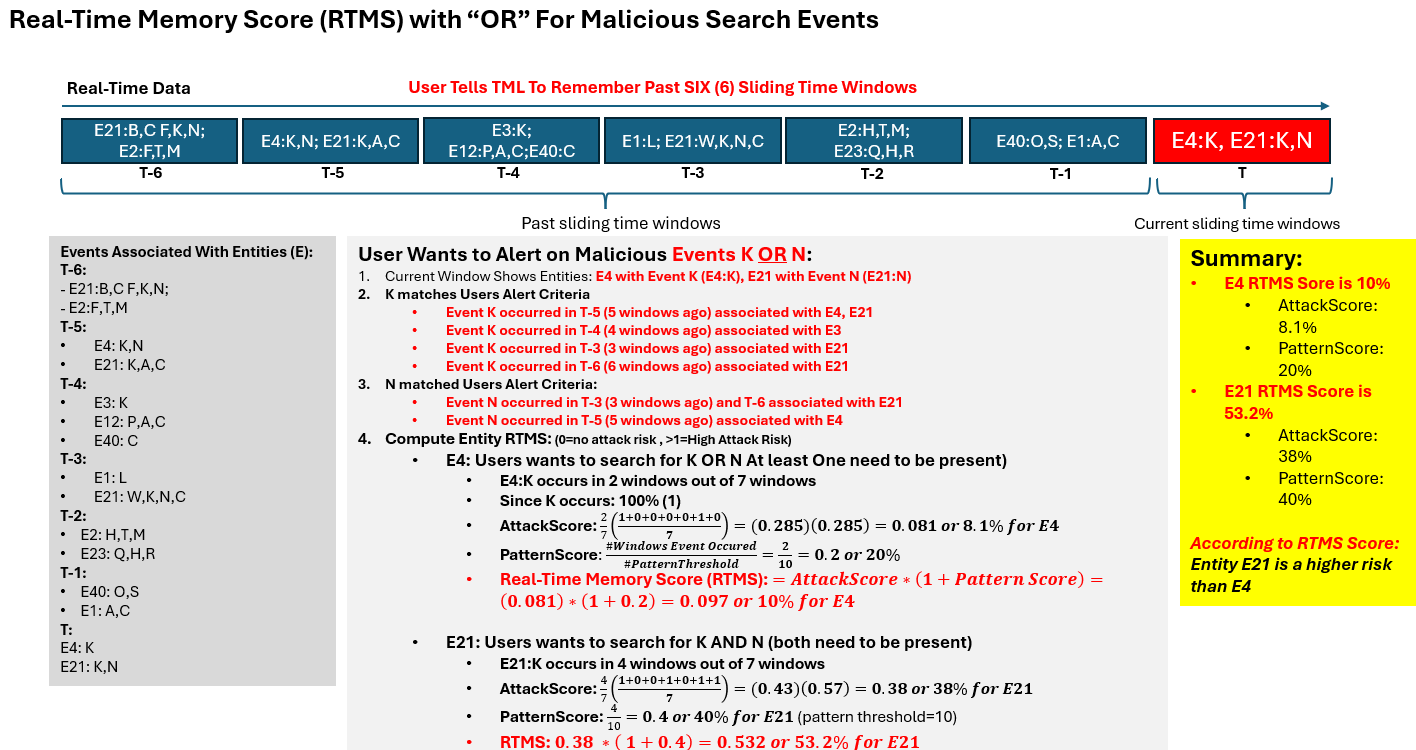 Real-Time Memory Score (RTMS) with “OR” For Malicious Search Events
Real-Time Data
User Tells TML To Remember Past SIX (6) Sliding Time Windows
E21:B,C F,K,N;
E2:F,T,M
E4:K,N; E21:K,A,C
E3:K;
E12:P,A,C;E40:C
E1:L; E21:W,K,N,C
E2:H,T,M;
E23:Q,H,R
E40:O,S; E1:A,C
E4:K, E21:K,N
T-6
T-5
T-4
T-3
T-2
T-1
T
Past sliding time windows
Current sliding time windows
Events Associated With Entities (E):
T-6:
- E21:B,C F,K,N;
- E2:F,T,M
T-5:
• E4: K,N
• E21: K,A,C
T-4:
• E3: K
• E12: P,A,C
• E40: C
T-3:
• E1: L
• E21: W,K,N,C
T-2:
• E2: H,T,M
• E23: Q,H,R
T-1:
• E40: O,S
• E1: A,C
T:
E4: K
E21: K,N
User Wants to Alert on Malicious Events K OR N:
1. Current Window Shows Entities: E4 with Event K (E4:K), E21 with Event N (E21:N)
2. K matches Users Alert Criteria
• Event K occurred in T-5 (5 windows ago) associated with E4, E21
• Event K occurred in T-4 (4 windows ago) associated with E3
• Event K occurred in T-3 (3 windows ago) associated with E21
• Event K occurred in T-6 (6 windows ago) associated with E21
3. N matched Users Alert Criteria:
• Event N occurred in T-3 (3 windows ago) and T-6 associated with E21
• Event N occurred in T-5 (5 windows ago) associated with E4
4. Compute Entity RTMS: (0=no attack risk , >1=High Attack Risk)
• E4: Users wants to search for K OR N At least One need to be present)
• E4:K occurs in 2 windows out of 7 windows
• Since K occurs: 100% (1)
• AttackScore: 2/7 ((1+0+0+0+0+1+0)/7) = (0.285)(0.285) = 0.081 or 8.1% for E4
• PatternScore: #Windows Event Occured/#PatternThreshold = 2/10 = 0.2 or 20%
• Real-Time Memory Score (RTMS): = AttackScore * (1 + Pattern Score) =
(0.081) * (1 + 0.2) = 0.097 or 10% for E4
• E21: Users wants to search for K AND N (both need to be present)
• E21:K occurs in 4 windows out of 7 windows
• AttackScore: 4/7 ((1+0+0+1+0+1+1)/7) = (0.43)(0.57) = 0.38 or 38% for E21
• PatternScore: 4/10 = 0.4 or 40% for E21 (pattern threshold=10)
• RTMS: 0.38 * ( 1 + 0.4) = 0.532 or 53.2% for E21
Summary:
• E4 RTMS Sore is 10%
• AttackScore:
8.1%
• PatternScore:
20%
• E21 RTMS Score is
53.2%
• AttackScore:
38%
• PatternScore:
40%
According to RTMS Score:
Entity E21 is a higher risk
than E4